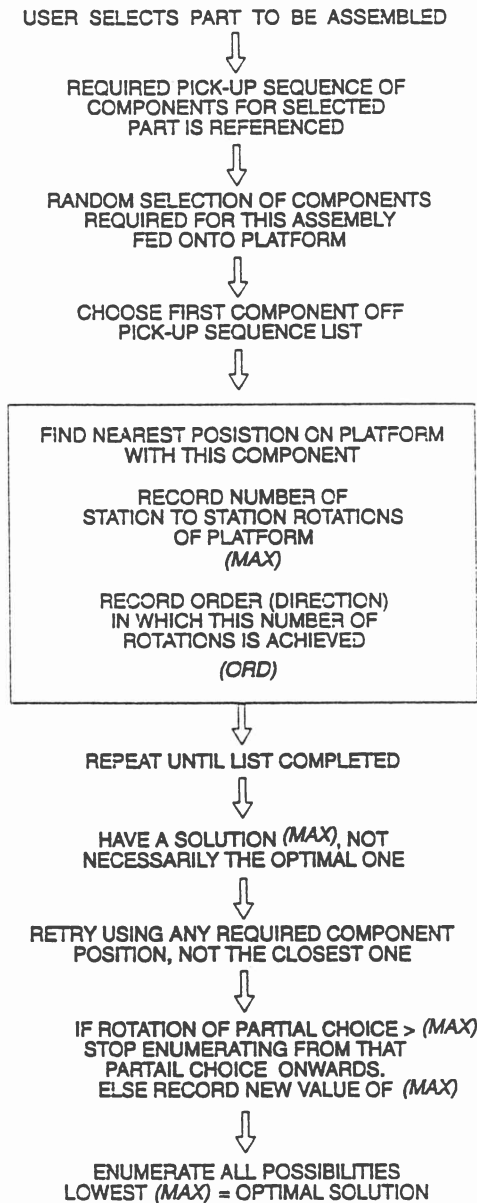 USER SELECTS PART TO BE ASSEMBLED
REQUIRED PICK-UP SEQUENCE OF
COMPONENTS FOR SELECTED
PART IS REFERENCED
RANDOM SELECTION OF COMPONENTS
REQUIRED FOR THIS ASSEMBLY
FED ONTO PLATFORM
CHOOSE FIRST COMPONENT OFF
PICK-UP SEQUENCE LIST
FIND NEAREST POSISTION ON PLATFORM
WITH THIS COMPONENT
RECORD NUMBER OF
STATION TO STATION ROTATIONS
OF PLATFORM
(MAX)
RECORD ORDER (DIRECTION)
IN WHICH THIS NUMBER OF
ROTATIONS IS ACHIEVED
(ORD)
REPEAT UNTIL LIST COMPLETED
HAVE A SOLUTION (MAX), NOT
NECESSARILY THE OPTIMAL ONE
RETRY USING ANY REQUIRED COMPONENT
POSITION, NOT THE CLOSEST ONE
IF ROTATION OF PARTIAL CHOICE > (MAX)
STOP ENUMERATING FROM THAT
PARTAIL CHOICE ONWARDS.
ELSE RECORD NEW VALUE OF (MAX)
ENUMERATE ALL POSSIBILITIES
LOWEST (MAX) = OPTIMAL SOLUTION